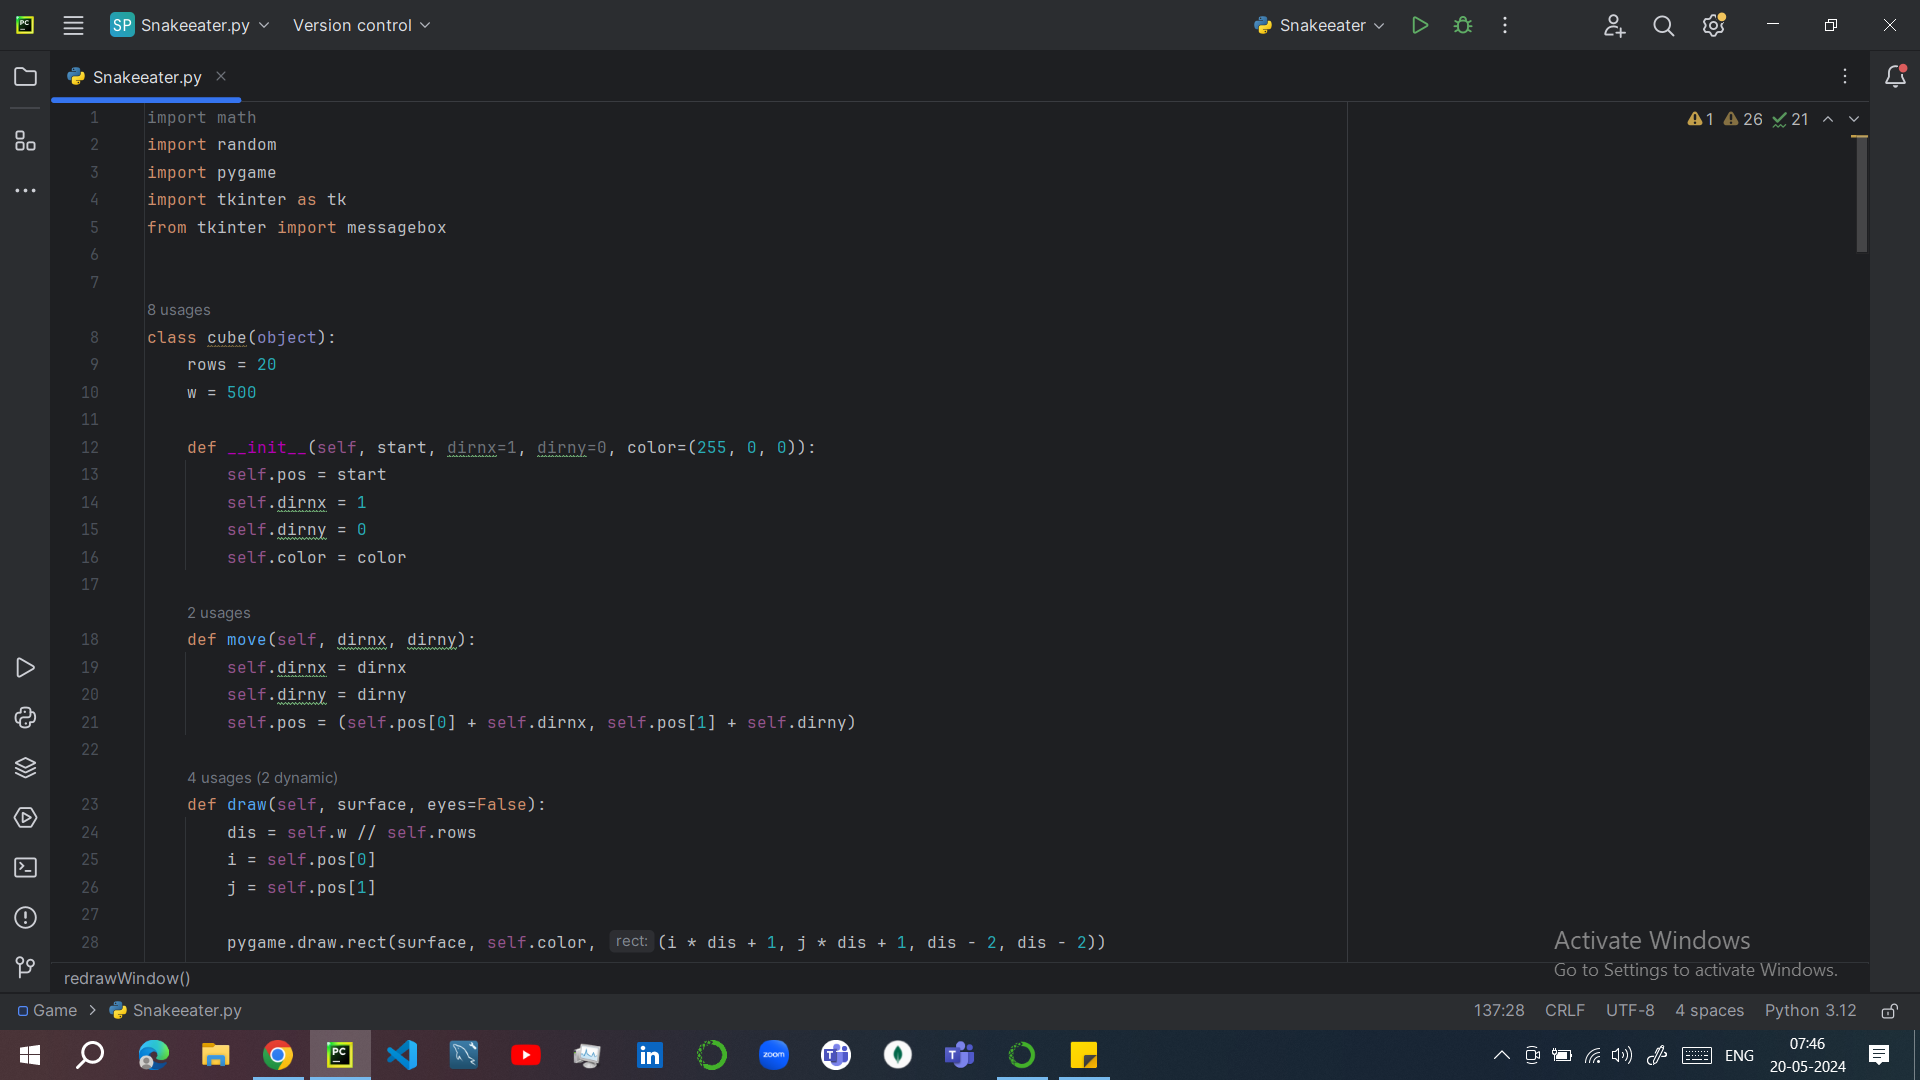 SP Snakeeater.py Version control Snakeeater
Snakeeater.py
1 26 21
1 import math
2 import random
3 import pygame
4 import tkinter as tk
5 from tkinter import messagebox
6
7
8 usages
8 class cube(object):
9 rows = 20
10 w = 500
11
12 def __init__(self, start, dirnx=1, dirny=0, color=(255, 0, 0)):
13 self.pos = start
14 self.dirnx = 1
15 self.dirny = 0
16 self.color = color
17
2 usages
18 def move(self, dirnx, dirny):
19 self.dirnx = dirnx
20 self.dirny = dirny
21 self.pos = (self.pos[0] + self.dirnx, self.pos[1] + self.dirny)
22
4 usages (2 dynamic)
23 def draw(self, surface, eyes=False):
24 dis = self.w // self.rows
25 i = self.pos[0]
26 j = self.pos[1]
27
28 pygame.draw.rect(surface, self.color, rect: (i * dis + 1, j * dis + 1, dis - 2, dis - 2))
Activate Windows
Go to Settings to activate Windows.
redrawWindow()
Game > Snakeeater.py 137:28 CRLF UTF-8 4 spaces Python 3.12
PC in zoom T T ENG 07:46
20-05-2024